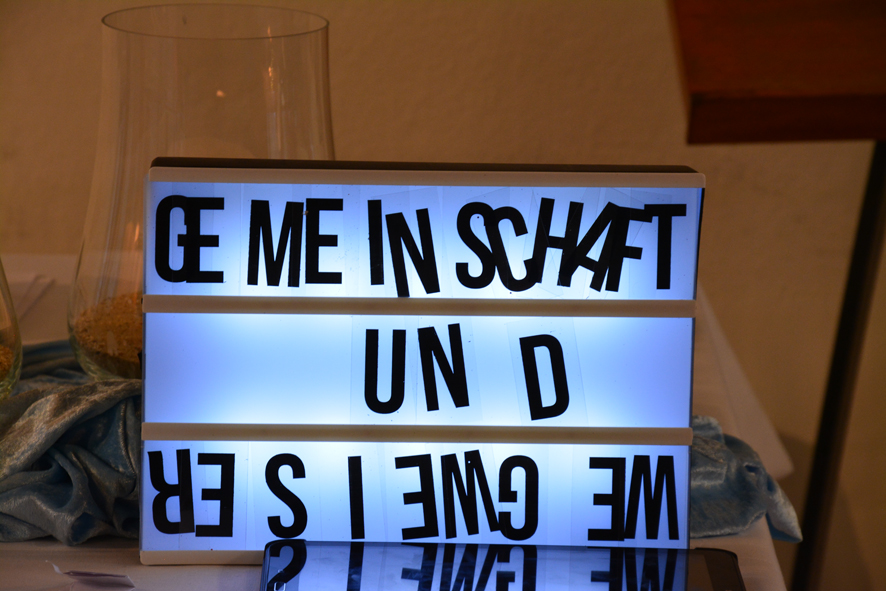 GEMEINSCHAFT
UND
WEGWEISER